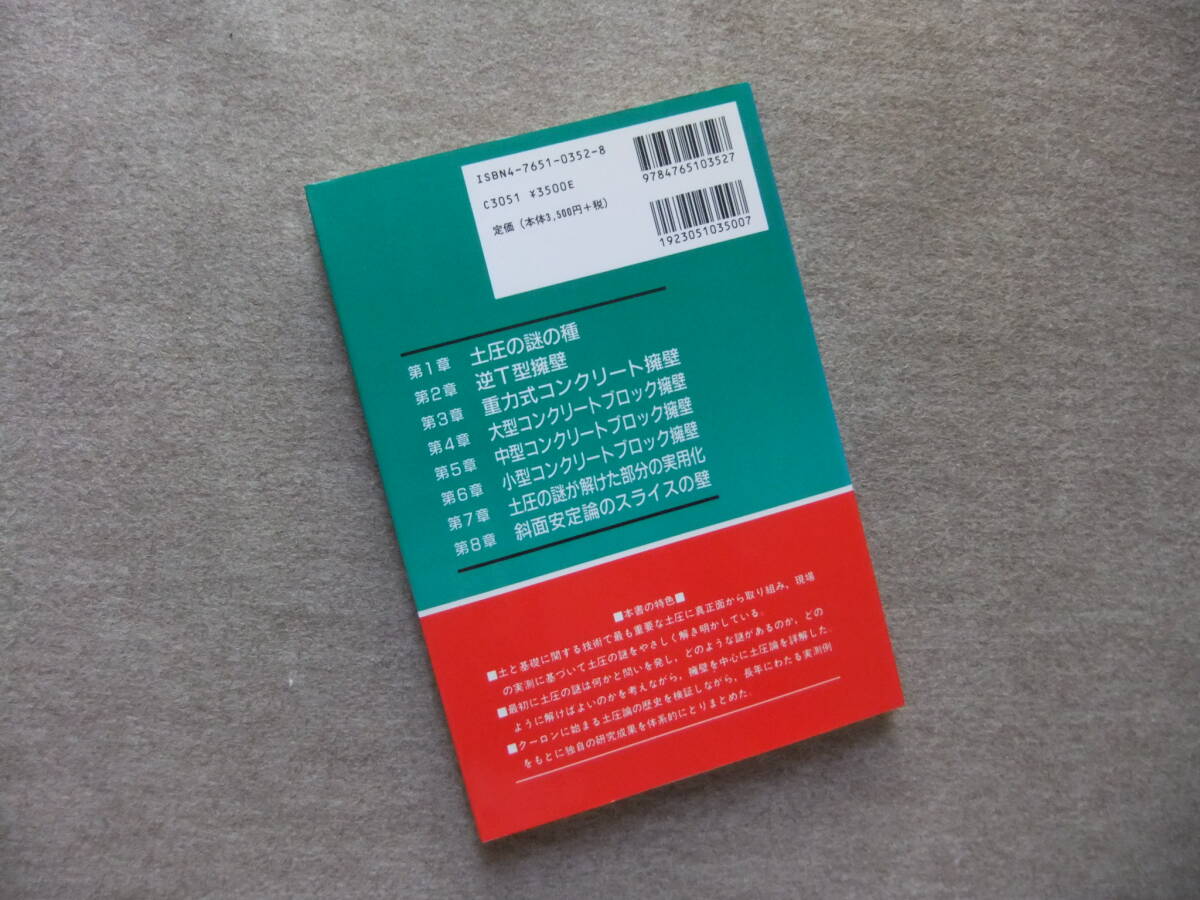 ISBN4-7651-0352-8
C3051 ¥3500E
定価（本体3,500円+税）
9784765103527
1923051035007
第1章 土圧の謎の種
第2章 逆T型擁壁
第3章 重力式コンクリート擁壁
第4章 大型コンクリートブロック擁壁
第5章 中型コンクリートブロック擁壁
第6章 小型コンクリートブロック擁壁
第7章 土圧の謎が解けた部分の実用化
第8章 斜面安定論のスライスの壁
■本書の特色■
■土と基礎に関する技術で最も重要な土圧に真正面から取り組み，現場
の実測に基づいて土圧の謎をやさしく解き明かしている．
■最初に土圧の謎は何かと問いを発し，どのような謎があるのか，どの
ように解けばよいのかを考えながら，擁壁を中心に土圧論を詳解した．
■クーロンに始まる土圧論の歴史を検証しながら，長年にわたる実測例
をもとに独自の研究成果を体系的にとりまとめた．